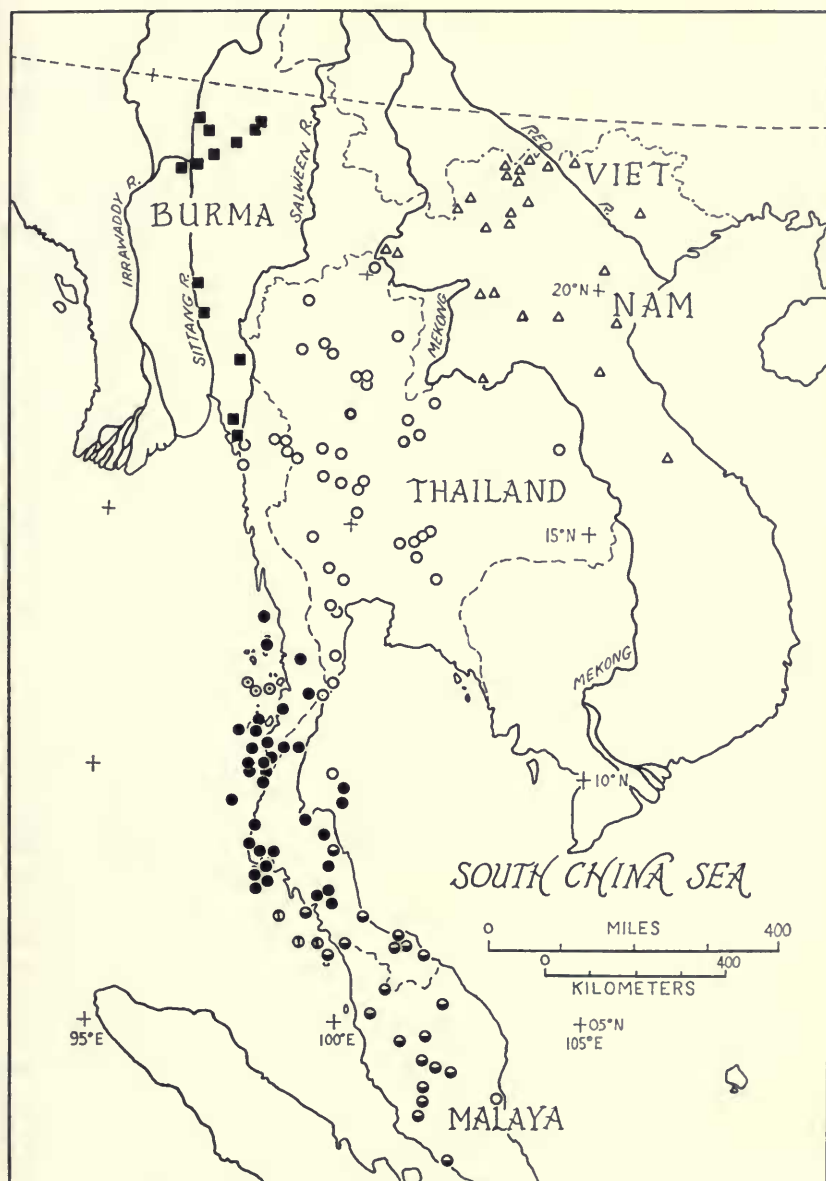 RED
R.
VIET
SALWEEN R.
IRRAWADDY R.
BURMA
SITTANG R.
20°N
NAM
MEKONG
THAILAND
15°N
MEKONG
10°N
SOUTH CHINA SEA
0 MILES 400
0 400
KILOMETERS
95°E
100°E
05°N
105°E
MALAYA